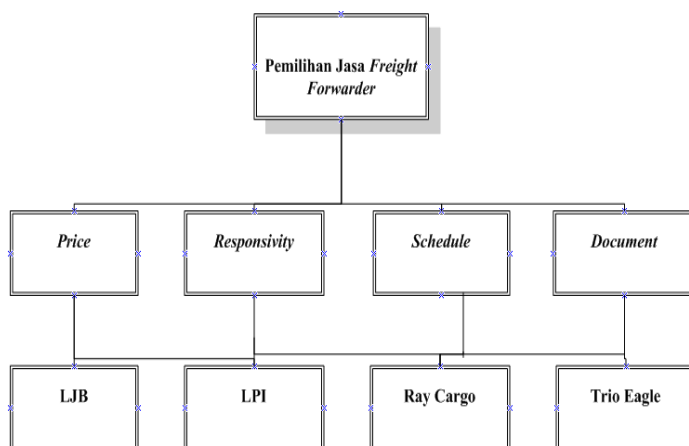 Pemilihan Jasa Freight
Forwarder
Price
Responsivity
Schedule
Document
LJB
LPI
Ray Cargo
Trio Eagle